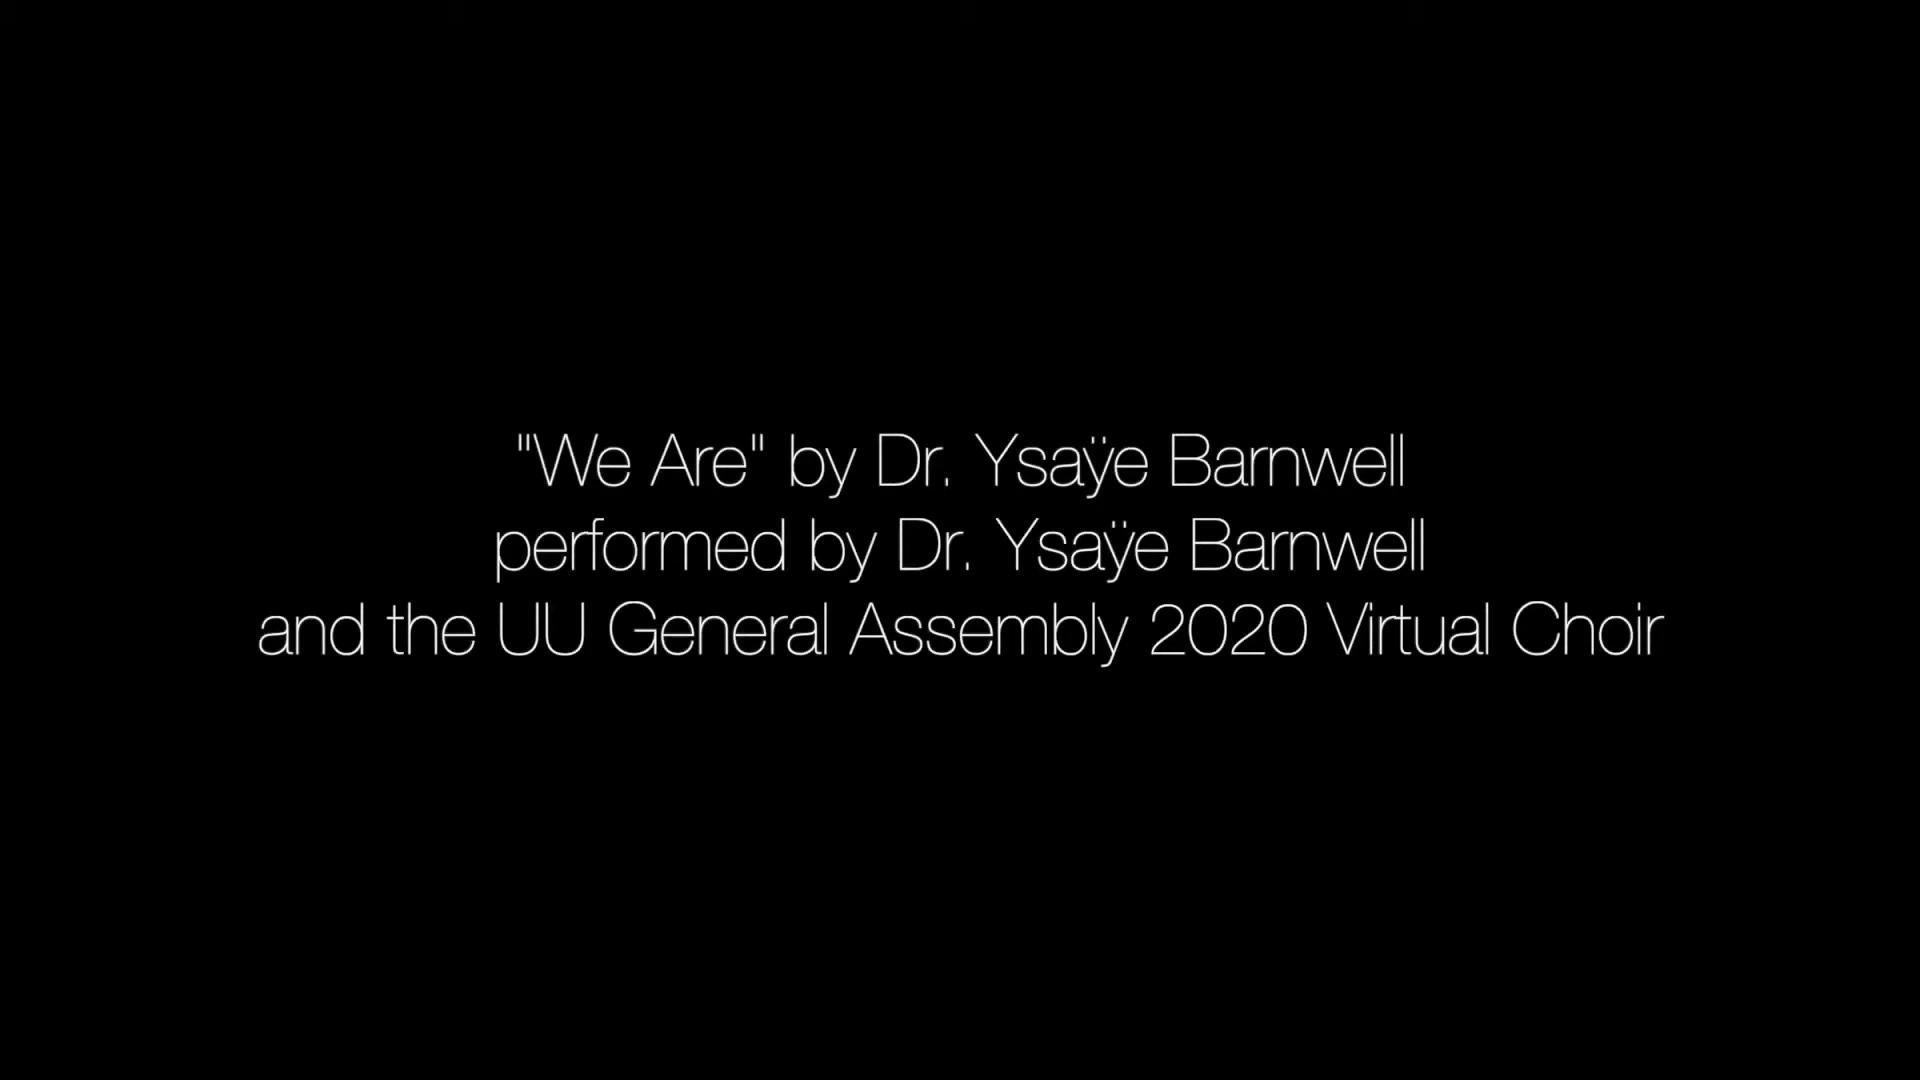 "We Are" by Dr. Ysaÿe Barnwell
performed by Dr. Ysaÿe Barnwell
and the UU General Assembly 2020 Virtual Choir